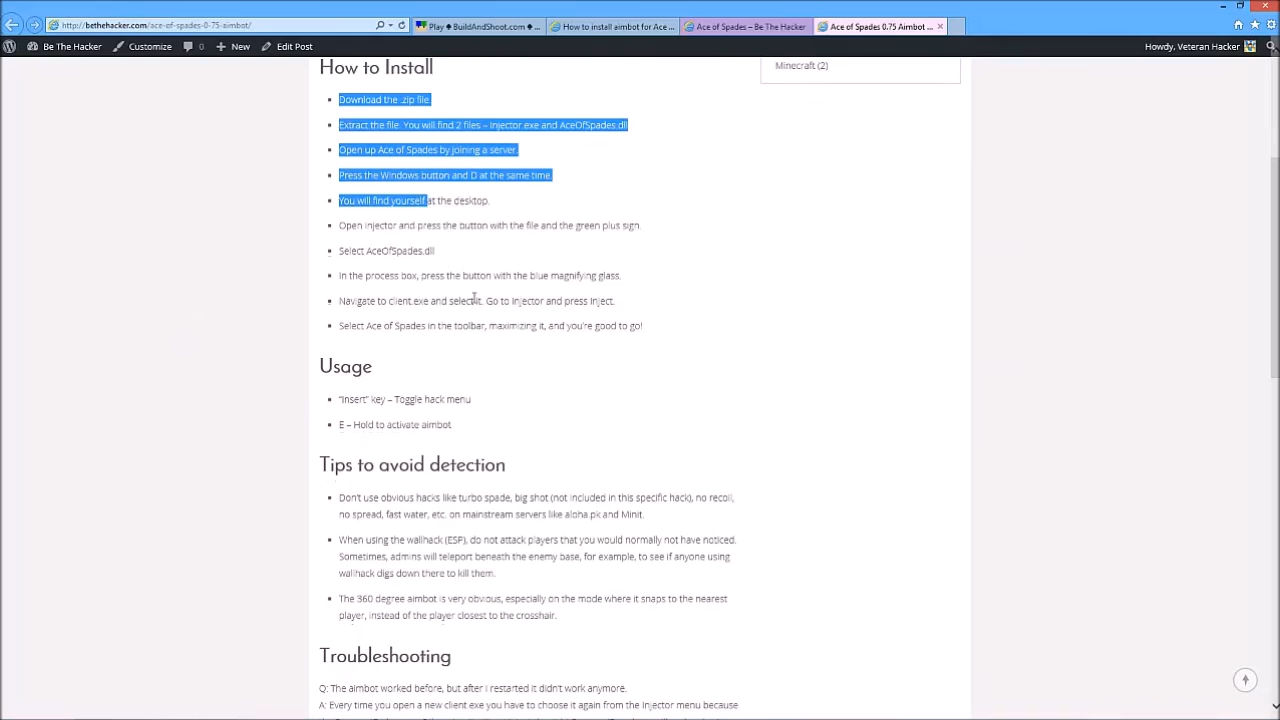 http://bethehacker.com/ace-of-spades-0-75-aimbot/
Play ♠ BuildAndShoot.com ♠ ...
How to install aimbot for Ace ...
Ace of Spades – Be The Hacker
Ace of Spades 0.75 Aimbot ...
Be The Hacker
Customize
0
New
Edit Post
Howdy, Veteran Hacker
How to Install
Minecraft (2)
Download the .zip file.
Extract the file. You will find 2 files – Injector.exe and AceOfSpades.dll
Open up Ace of Spades by joining a server.
Press the Windows button and D at the same time.
You will find yourself at the desktop.
Open Injector and press the button with the file and the green plus sign.
Select AceOfSpades.dll
In the process box, press the button with the blue magnifying glass.
Navigate to client.exe and select it. Go to Injector and press Inject.
Select Ace of Spades in the toolbar, maximizing it, and you're good to go!
Usage
"Insert" key – Toggle hack menu
E – Hold to activate aimbot
Tips to avoid detection
Don't use obvious hacks like turbo spade, big shot (not included in this specific hack), no recoil,
no spread, fast water, etc. on mainstream servers like aloha.pk and Minit.
When using the wallhack (ESP), do not attack players that you would normally not have noticed.
Sometimes, admins will teleport beneath the enemy base, for example, to see if anyone using
wallhack digs down there to kill them.
The 360 degree aimbot is very obvious, especially on the mode where it snaps to the nearest
player, instead of the player closest to the crosshair.
Troubleshooting
Q: The aimbot worked before, but after I restarted it didn't work anymore.
A: Every time you open a new client.exe you have to choose it again from the Injector menu because